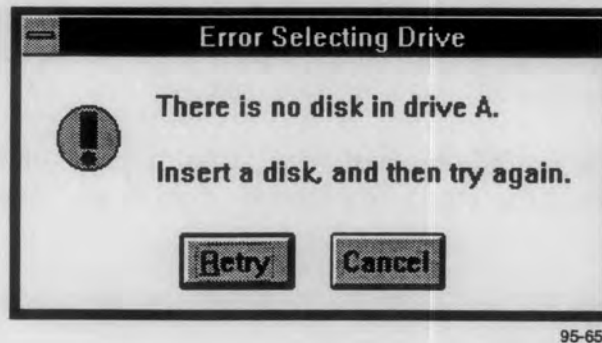 Error Selecting Drive
There is no disk in drive A.
Insert a disk, and then try again.
Retry
Cancel
95-65